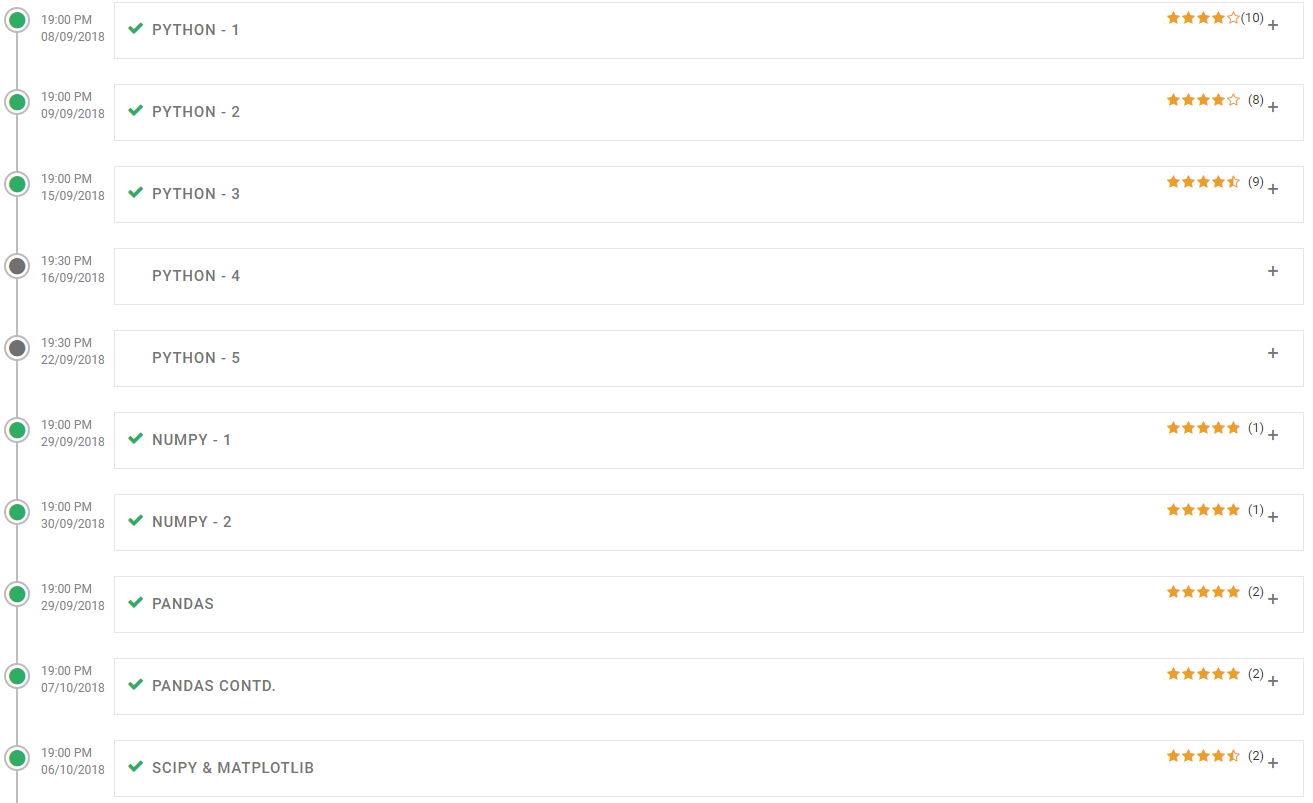 19:00 PM
08/09/2018
PYTHON - 1
(10)
+
19:00 PM
09/09/2018
PYTHON - 2
(8)
+
19:00 PM
15/09/2018
PYTHON - 3
(9)
+
19:30 PM
16/09/2018
PYTHON - 4
+
19:30 PM
22/09/2018
PYTHON - 5
+
19:00 PM
29/09/2018
NUMPY - 1
(1)
+
19:00 PM
30/09/2018
NUMPY - 2
(1)
+
19:00 PM
29/09/2018
PANDAS
(2)
+
19:00 PM
07/10/2018
PANDAS CONTD.
(2)
+
19:00 PM
06/10/2018
SCIPY & MATPLOTLIB
(2)
+